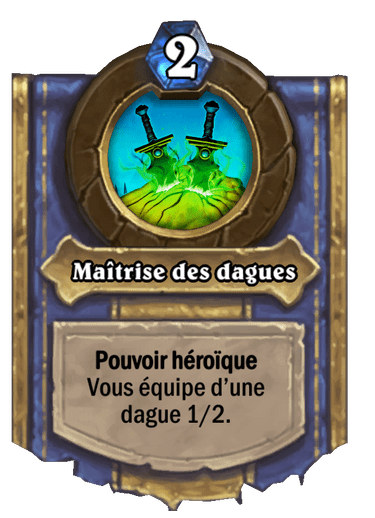 2
Maîtrise des dagues
Pouvoir héroïque
Vous équipe d’une
dague 1/2.